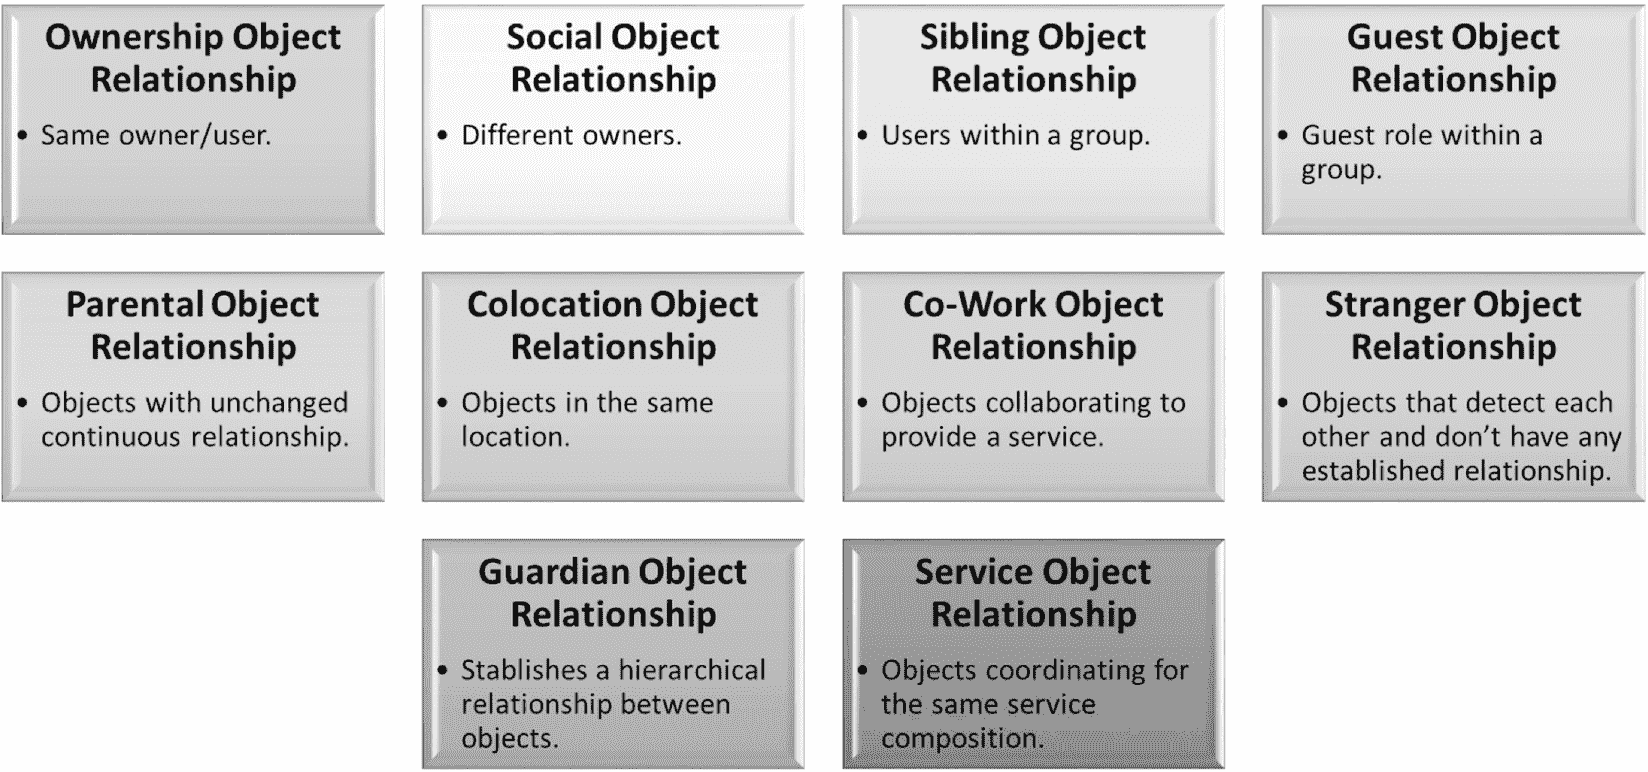 Ownership Object
Relationship
• Same owner/user.
Social Object
Relationship
• Different owners.
Sibling Object
Relationship
• Users within a group.
Guest Object
Relationship
• Guest role within a
group.
Parental Object
Relationship
• Objects with unchanged
continuous relationship.
Colocation Object
Relationship
• Objects in the same
location.
Co-Work Object
Relationship
• Objects collaborating to
provide a service.
Stranger Object
Relationship
• Objects that detect each
other and don't have any
established relationship.
Guardian Object
Relationship
• Stablishes a hierarchical
relationship between
objects.
Service Object
Relationship
• Objects coordinating for
the same service
composition.